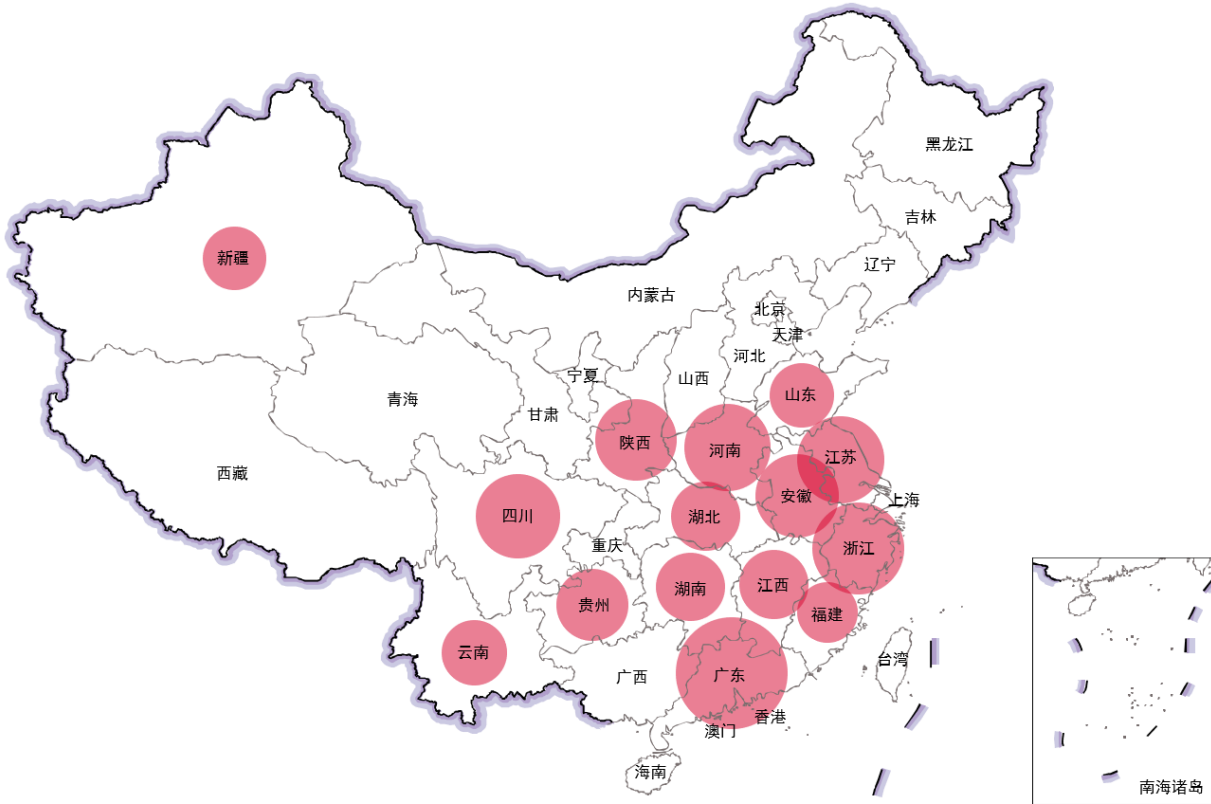 黑龙江
吉林
新疆
辽宁
内蒙古
北京
天津
河北
宁夏
山西
山东
青海
甘肃
陕西
河南
江苏
西藏
安徽
上海
四川
湖北
重庆
浙江
湖南
江西
贵州
福建
云南
台湾
广西
广东
香港
澳门
海南
南海诸岛